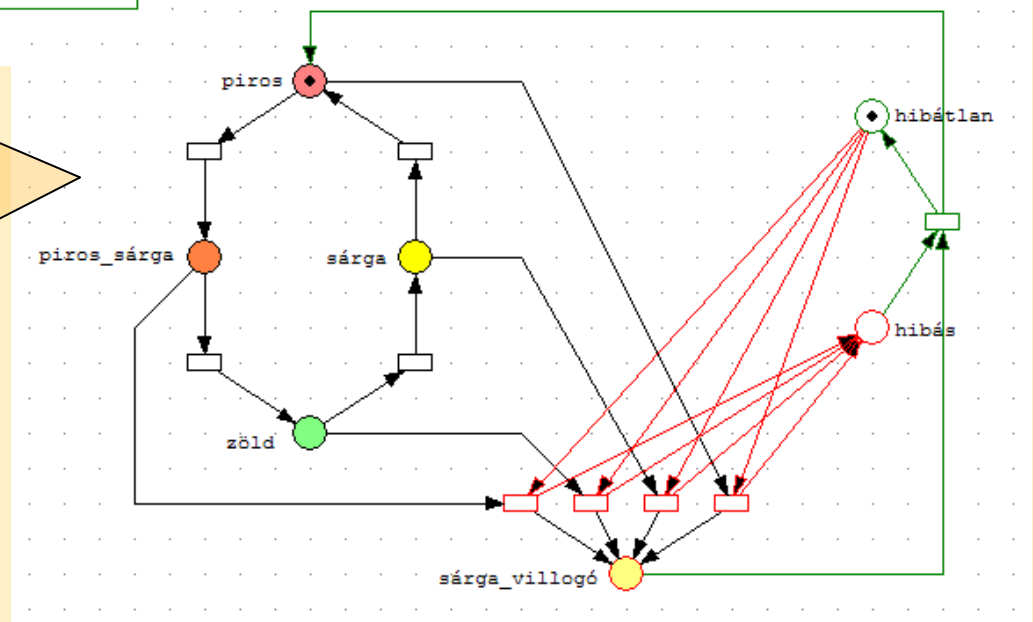 piros
hibátlan
piros_sárga
sárga
hibás
zöld
sárga_villogó